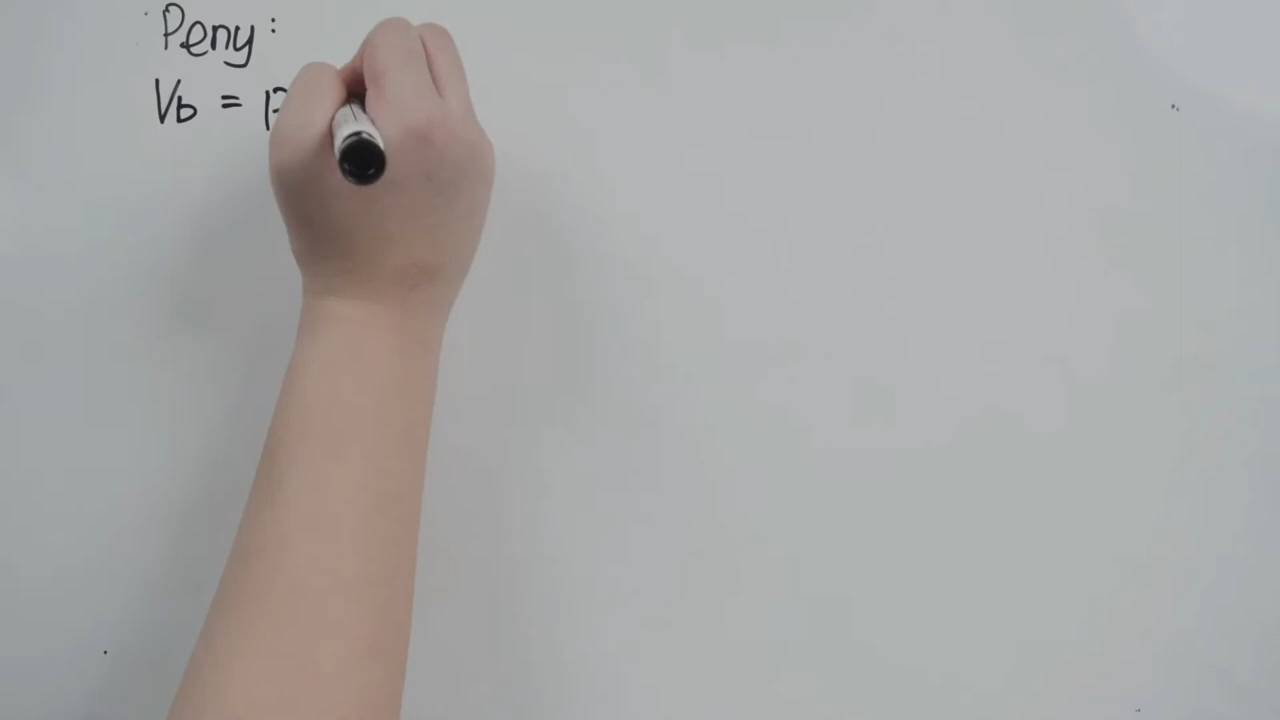 Peny :
Vb = p